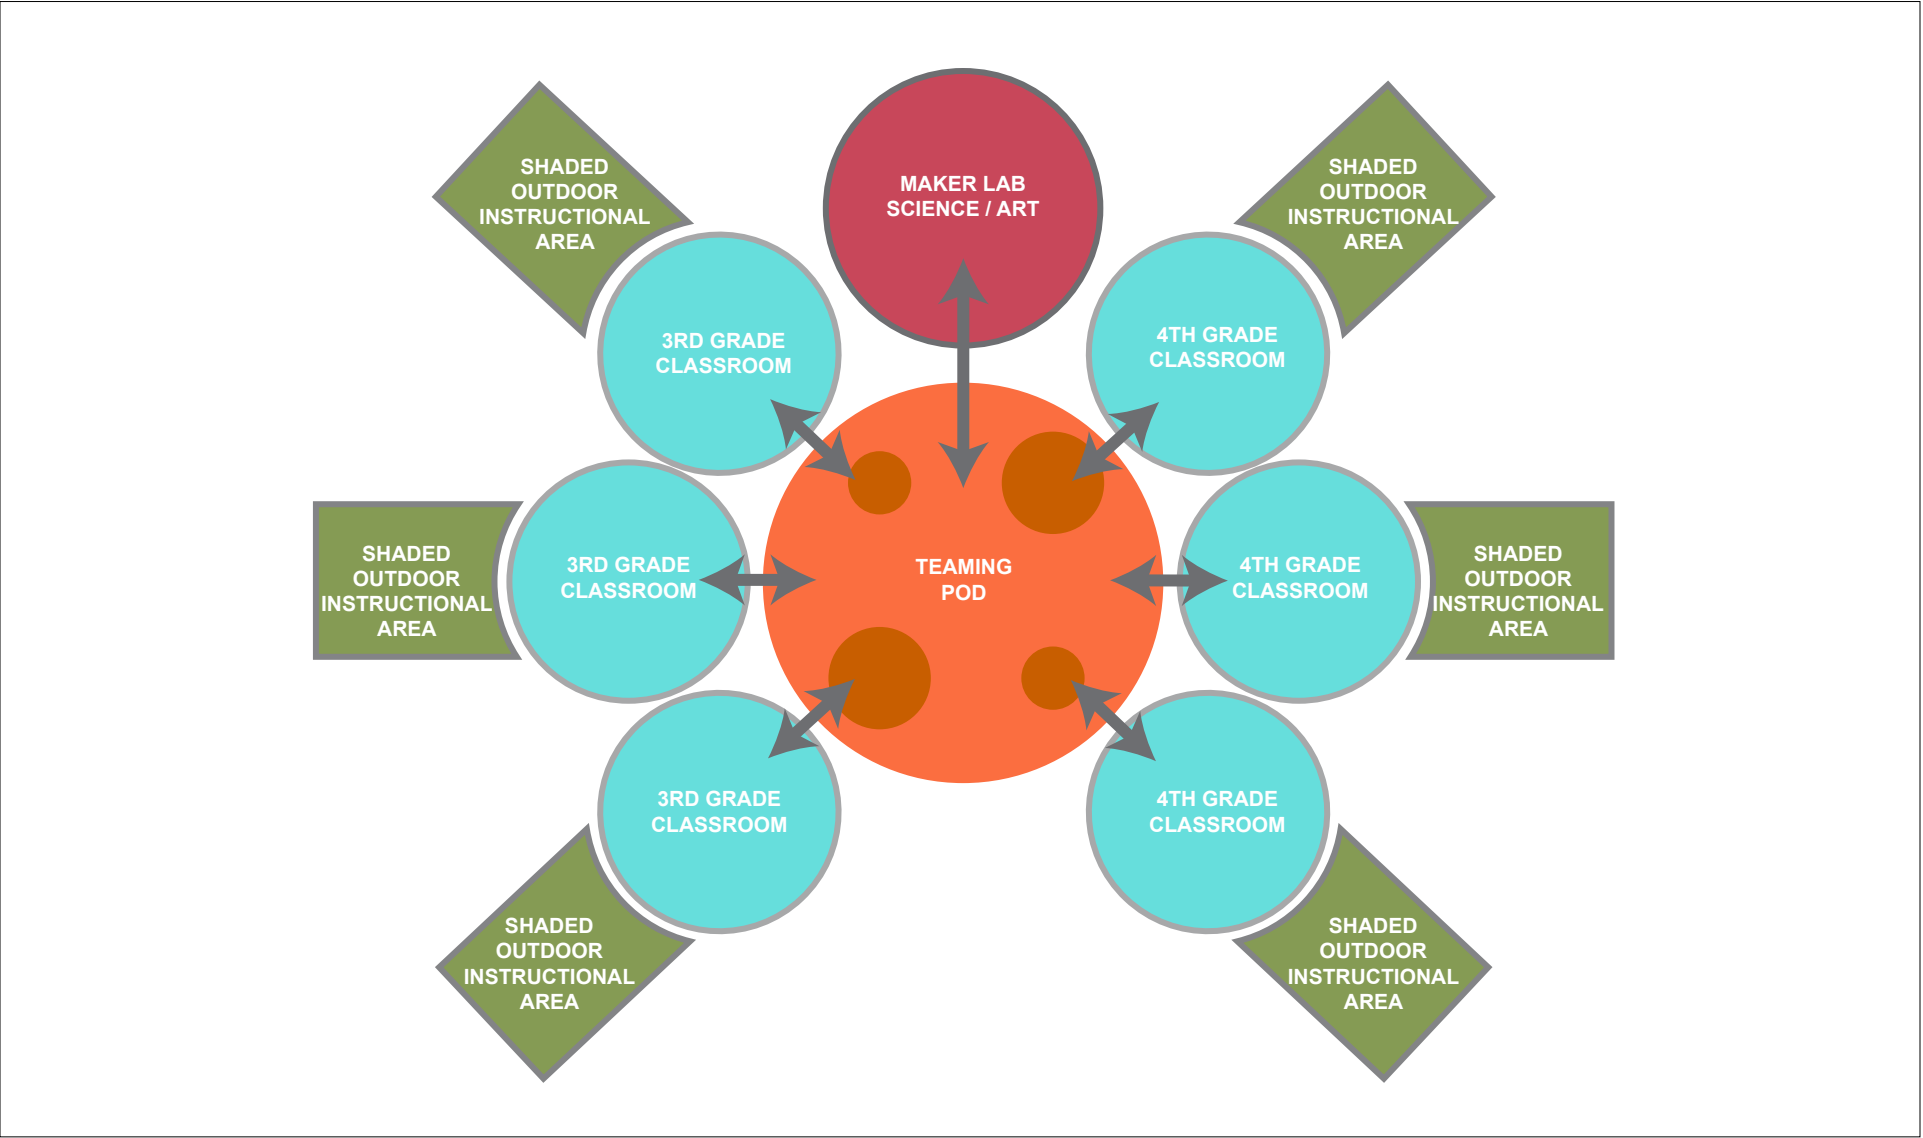 SHADED
OUTDOOR
INSTRUCTIONAL
AREA
MAKER LAB
SCIENCE / ART
SHADED
OUTDOOR
INSTRUCTIONAL
AREA
3RD GRADE
CLASSROOM
4TH GRADE
CLASSROOM
SHADED
OUTDOOR
INSTRUCTIONAL
AREA
3RD GRADE
CLASSROOM
TEAMING
POD
4TH GRADE
CLASSROOM
SHADED
OUTDOOR
INSTRUCTIONAL
AREA
3RD GRADE
CLASSROOM
4TH GRADE
CLASSROOM
SHADED
OUTDOOR
INSTRUCTIONAL
AREA
SHADED
OUTDOOR
INSTRUCTIONAL
AREA